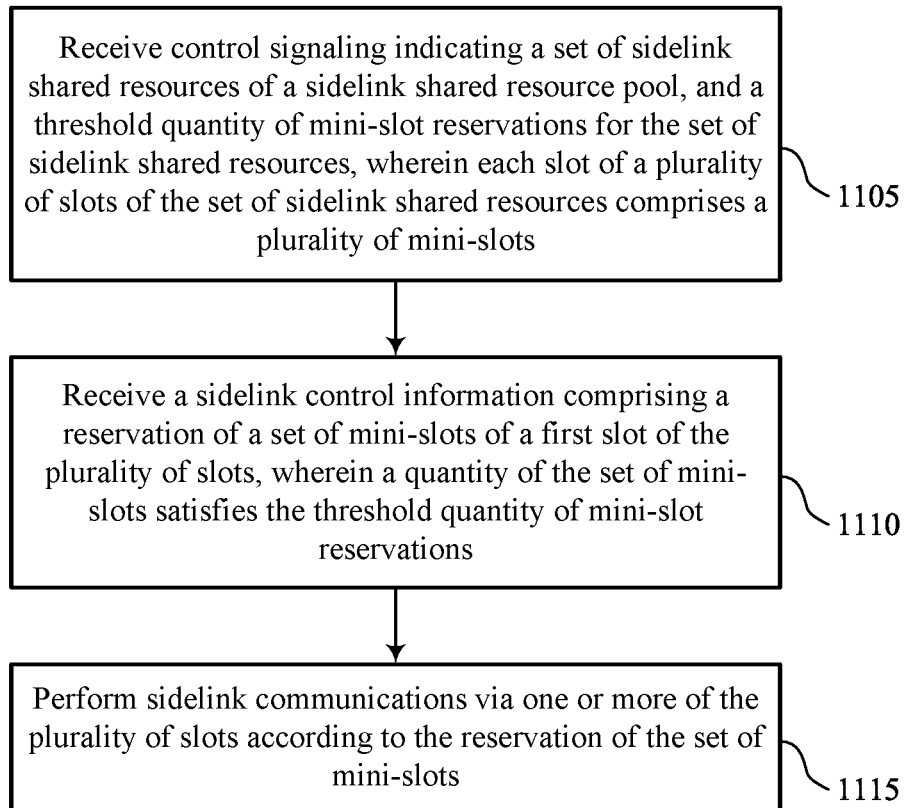 Receive control signaling indicating a set of sidelink
shared resources of a sidelink shared resource pool, and a
threshold quantity of mini-slot reservations for the set of
sidelink shared resources, wherein each slot of a plurality
of slots of the set of sidelink shared resources comprises a
plurality of mini-slots
1105
Receive a sidelink control information comprising a
reservation of a set of mini-slots of a first slot of the
plurality of slots, wherein a quantity of the set of mini-
slots satisfies the threshold quantity of mini-slot
reservations
1110
Perform sidelink communications via one or more of the
plurality of slots according to the reservation of the set of
mini-slots
1115